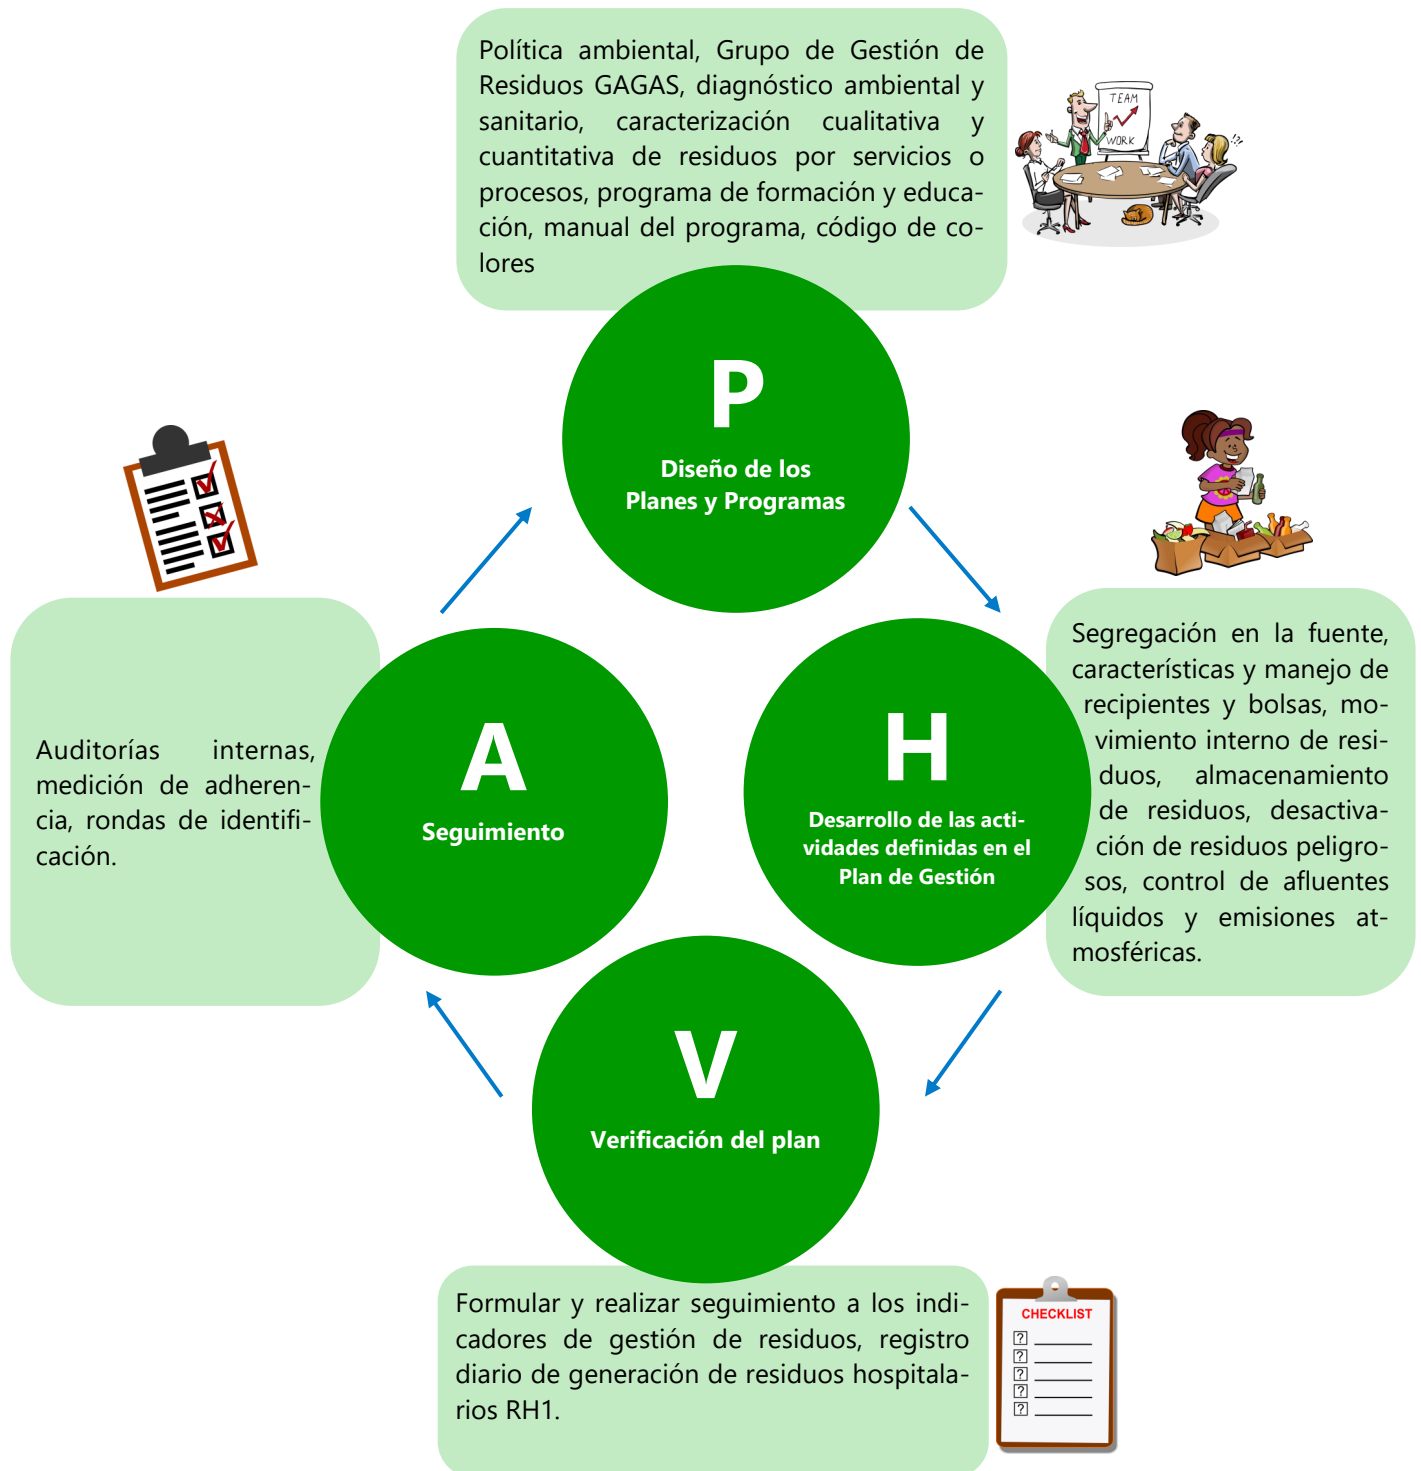 Política ambiental, Grupo de Gestión de
Residuos GAGAS, diagnóstico ambiental y
sanitario, caracterización cualitativa y
cuantitativa de residuos por servicios o
procesos, programa de formación y educa-
ción, manual del programa, código de co-
lores
TEAM
WORK
!?!
P
Diseño de los
Planes y Programas
Segregación en la fuente,
características y manejo de
recipientes y bolsas, mo-
vimiento interno de resi-
duos, almacenamiento
de residuos, desactiva-
ción de residuos peligro-
sos, control de afluentes
líquidos y emisiones at-
mosféricas.
H
Desarrollo de las acti-
vidades definidas en el
Plan de Gestión
Auditorías internas,
medición de adheren-
cia, rondas de identifi-
cación.
A
Seguimiento
V
Verificación del plan
Formular y realizar seguimiento a los indi-
cadores de gestión de residuos, registro
diario de generación de residuos hospitala-
rios RH1.
CHECKLIST
?
?
?
?
?